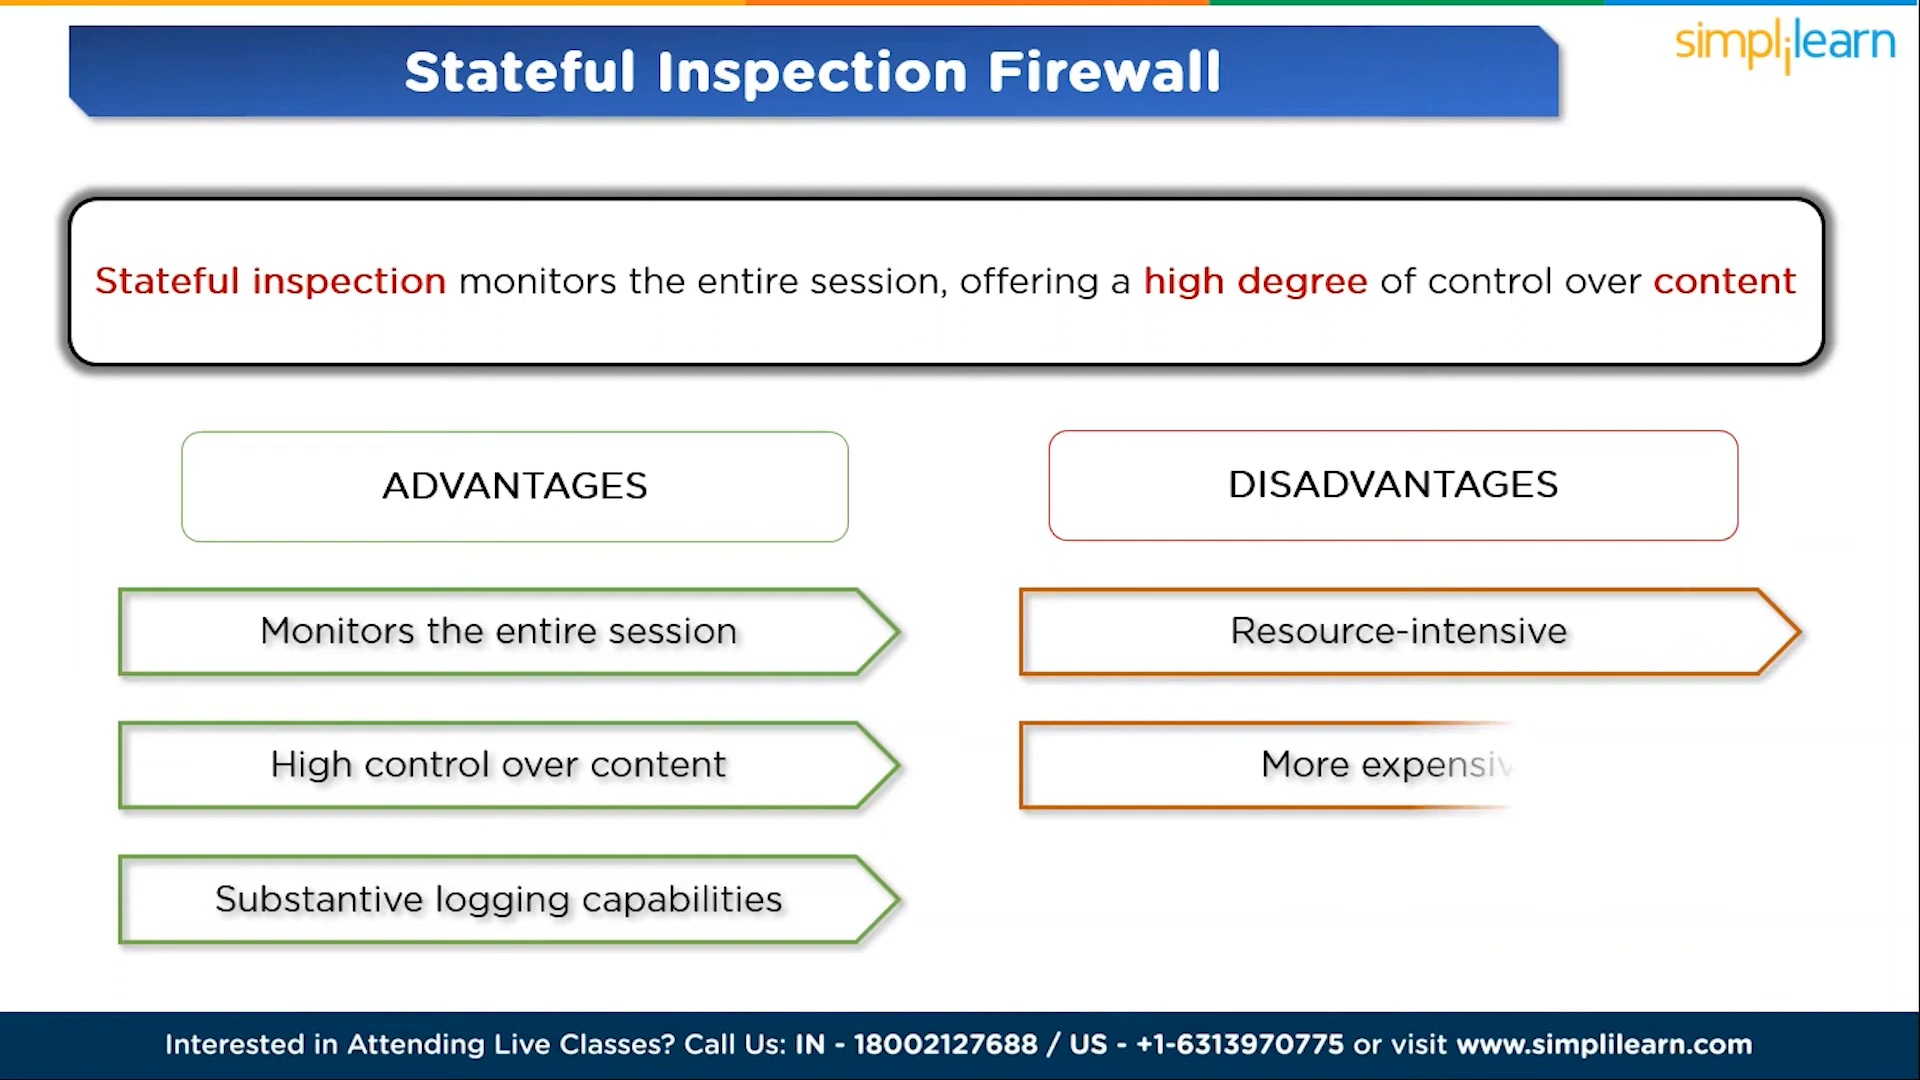 Stateful Inspection Firewall
simplilearn
Stateful inspection monitors the entire session, offering a high degree of control over content
ADVANTAGES
Monitors the entire session
High control over content
Substantive logging capabilities
DISADVANTAGES
Resource-intensive
More expensiv
Interested in Attending Live Classes? Call Us: IN - 18002127688 / US - +1-6313970775 or visit www.simplilearn.com